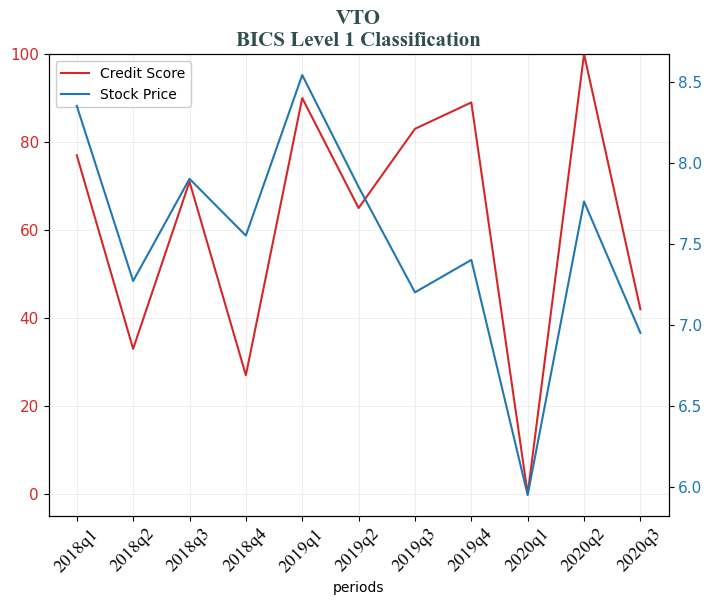 VTO
BICS Level 1 Classification
Credit Score
Stock Price
100
80
60
40
20
0
8.5
8.0
7.5
7.0
6.5
6.0
2018q1
2018q2
2018q3
2018q4
2019q1
2019q2
2019q3
2019q4
2020q1
2020q2
2020q3
periods